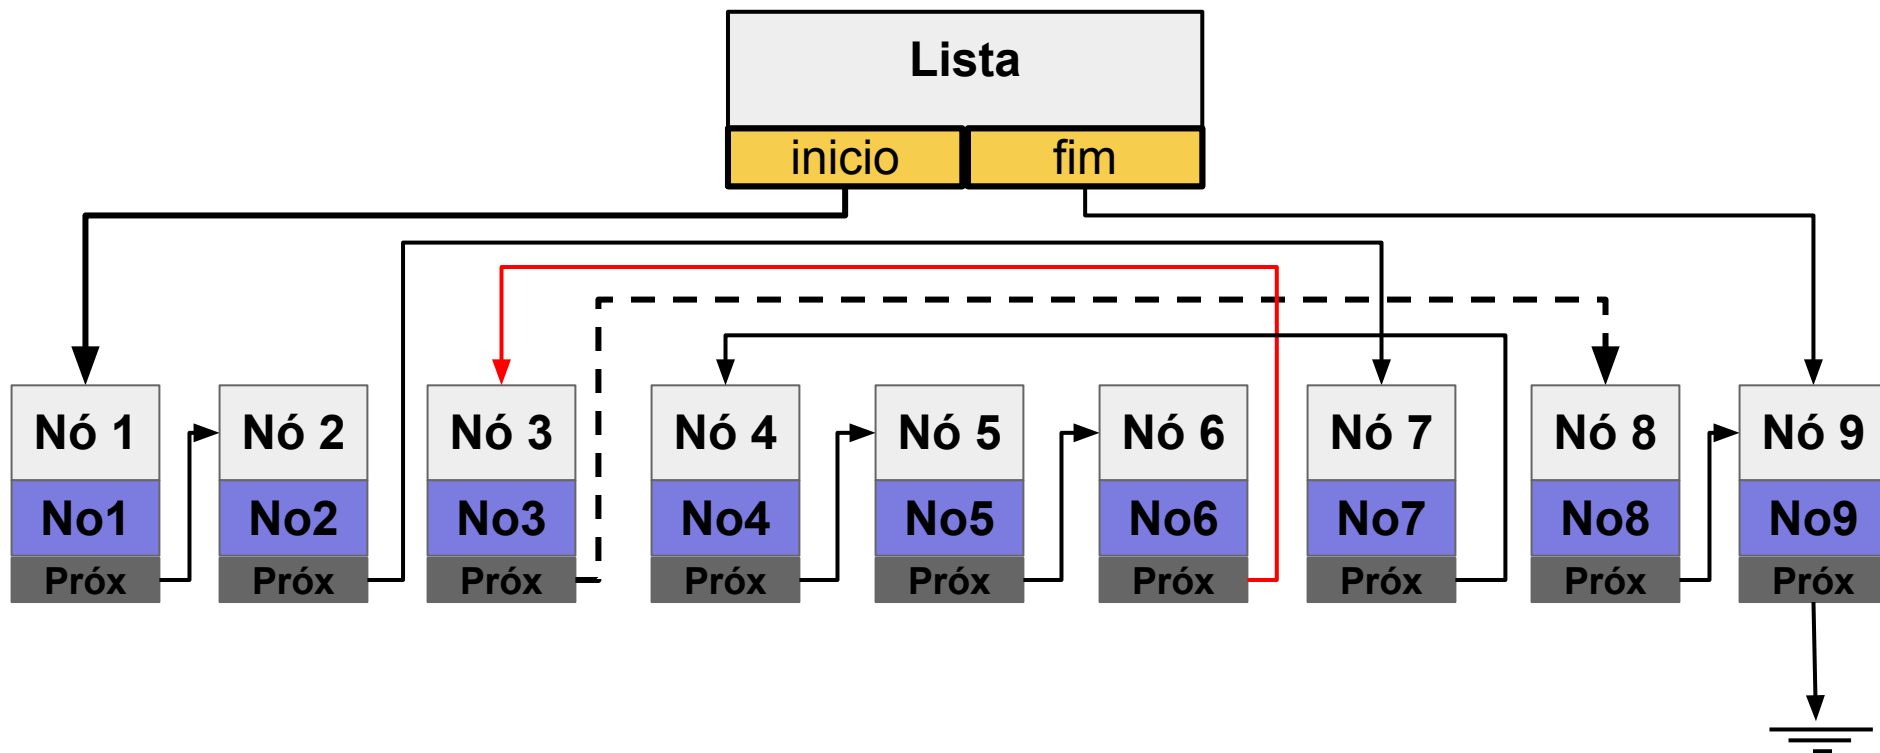 Lista
inicio fim
Nó 1 Nó 2 Nó 3 Nó 4 Nó 5 Nó 6 Nó 7 Nó 8 Nó 9
No1 No2 No3 No4 No5 No6 No7 No8 No9
Próx Próx Próx Próx Próx Próx Próx Próx Próx